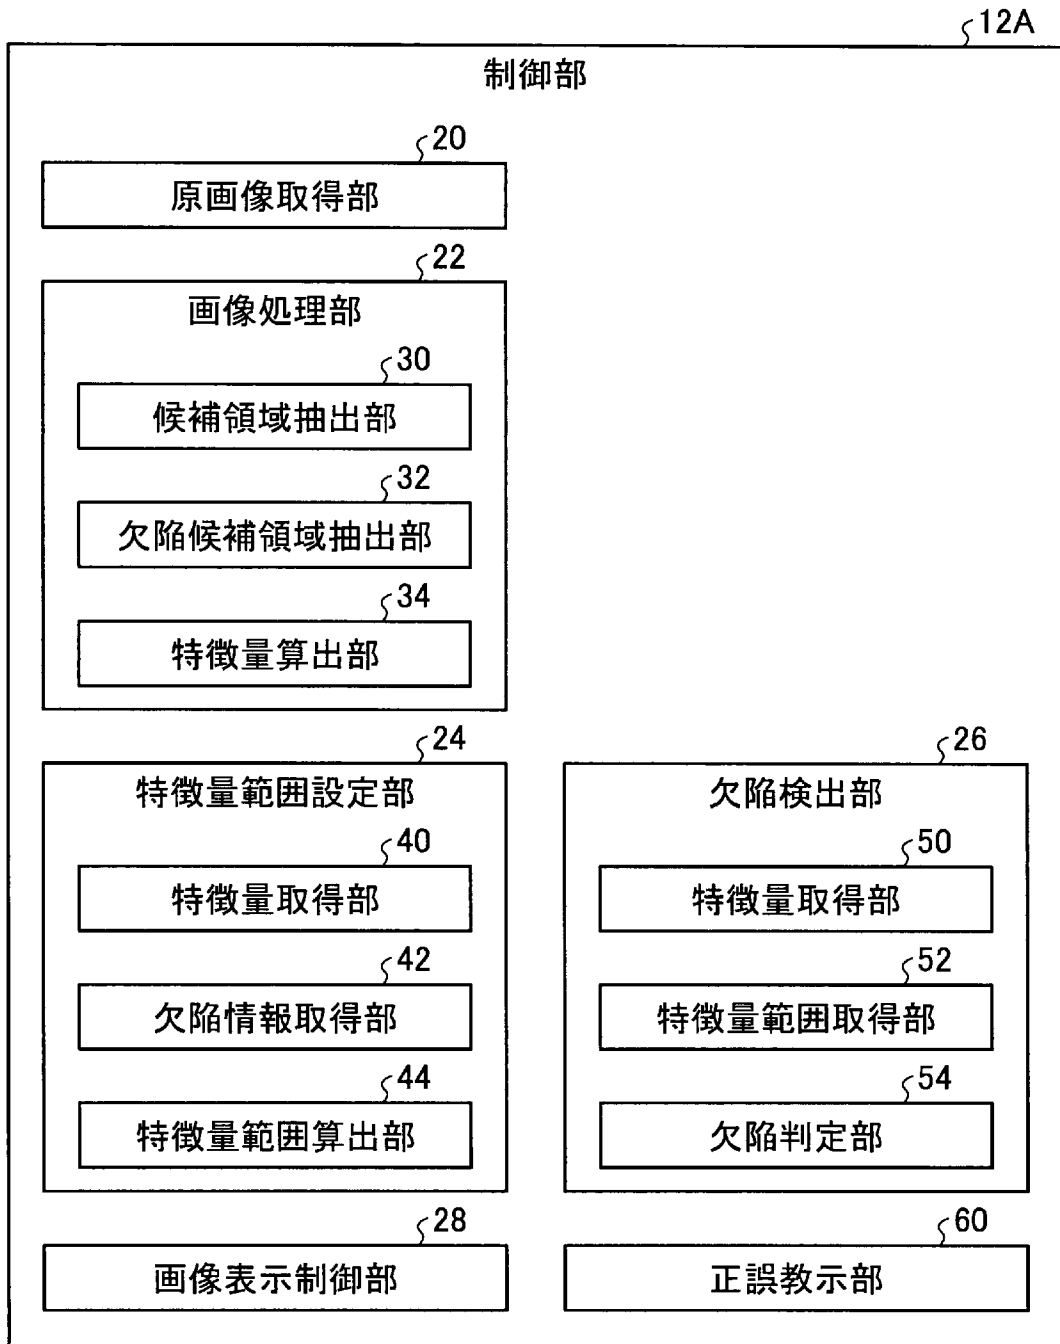 12A
制御部
20
原画像取得部
22
画像処理部
30
候補領域抽出部
32
欠陥候補領域抽出部
34
特徴量算出部
24
特徴量範囲設定部
40
特徴量取得部
42
欠陥情報取得部
44
特徴量範囲算出部
26
欠陥検出部
50
特徴量取得部
52
特徴量範囲取得部
54
欠陥判定部
28
画像表示制御部
60
正誤教示部